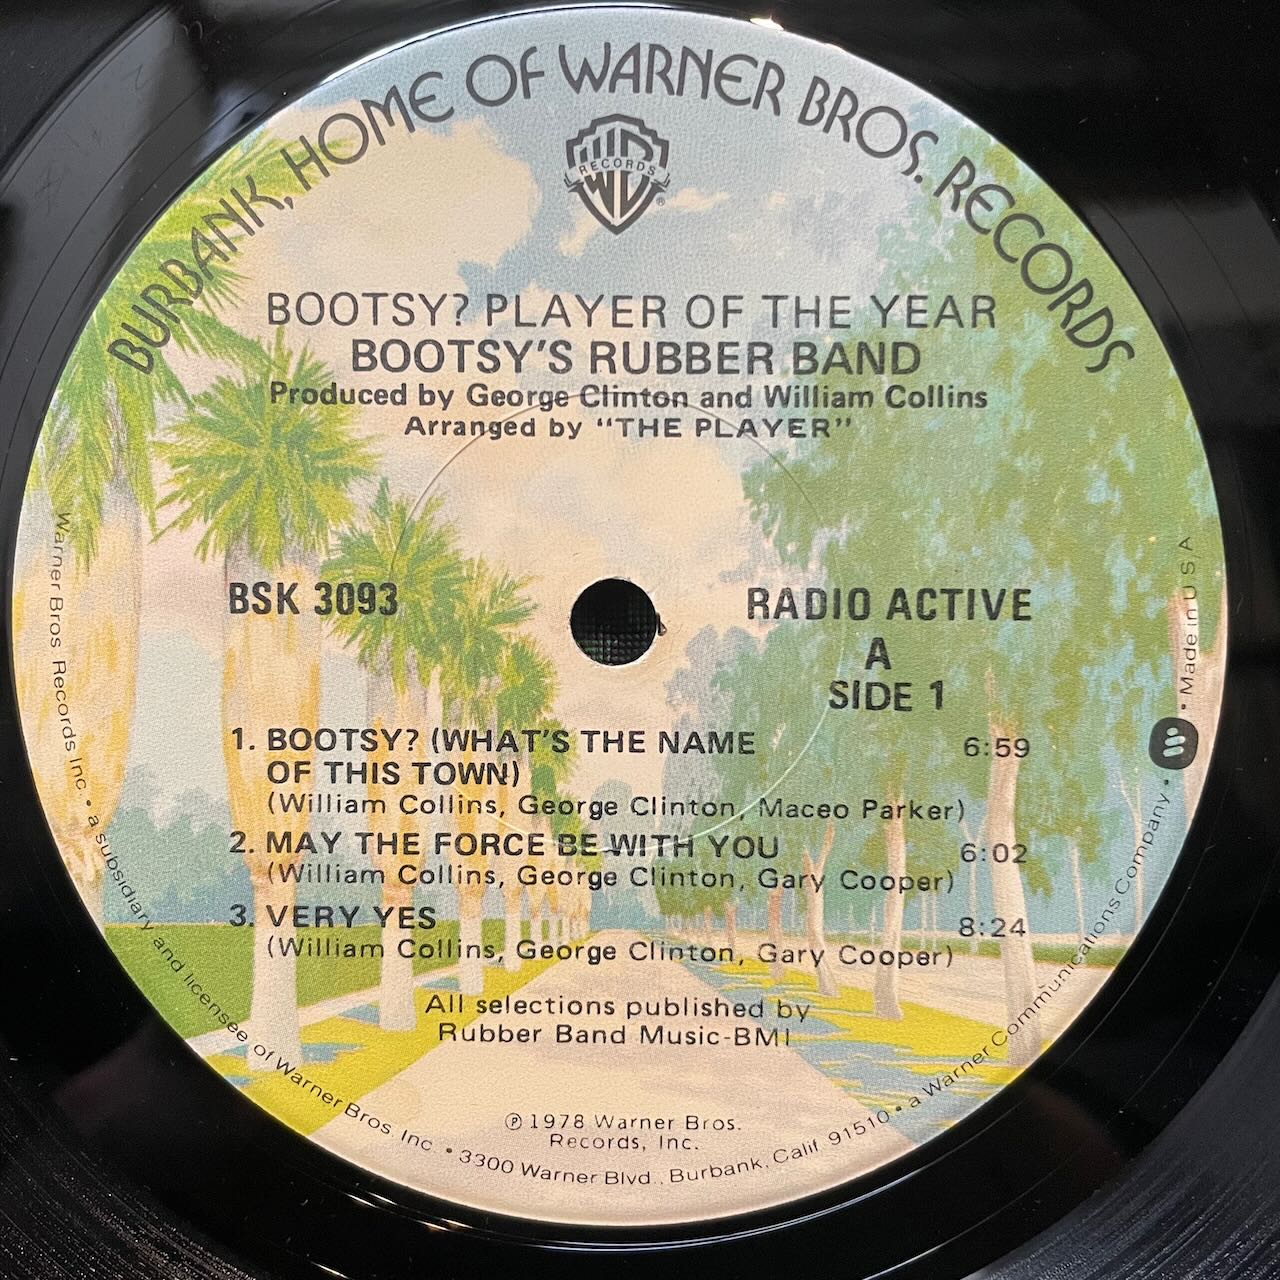 BURBANK, HOME OF WARNER BROS. RECORDS
WB
RECORDS
®
BOOTSY? PLAYER OF THE YEAR
BOOTSY'S RUBBER BAND
Produced by George Clinton and William Collins
Arranged by "THE PLAYER"
BSK 3093
RADIO ACTIVE
A
SIDE 1
1. BOOTSY? (WHAT'S THE NAME 6:59
OF THIS TOWN)
(William Collins, George Clinton, Maceo Parker)
2. MAY THE FORCE BE WITH YOU 6:02
(William Collins, George Clinton, Gary Cooper)
3. VERY YES 8:24
(William Collins, George Clinton, Gary Cooper)
All selections published by
Rubber Band Music-BMI
℗ 1978 Warner Bros.
Records, Inc.
Warner Bros. Records Inc. • a subsidiary and licensee of Warner Bros. Inc. • 3300 Warner Blvd., Burbank, Calif. 91510 • a Warner Communications Company • • Made in USA